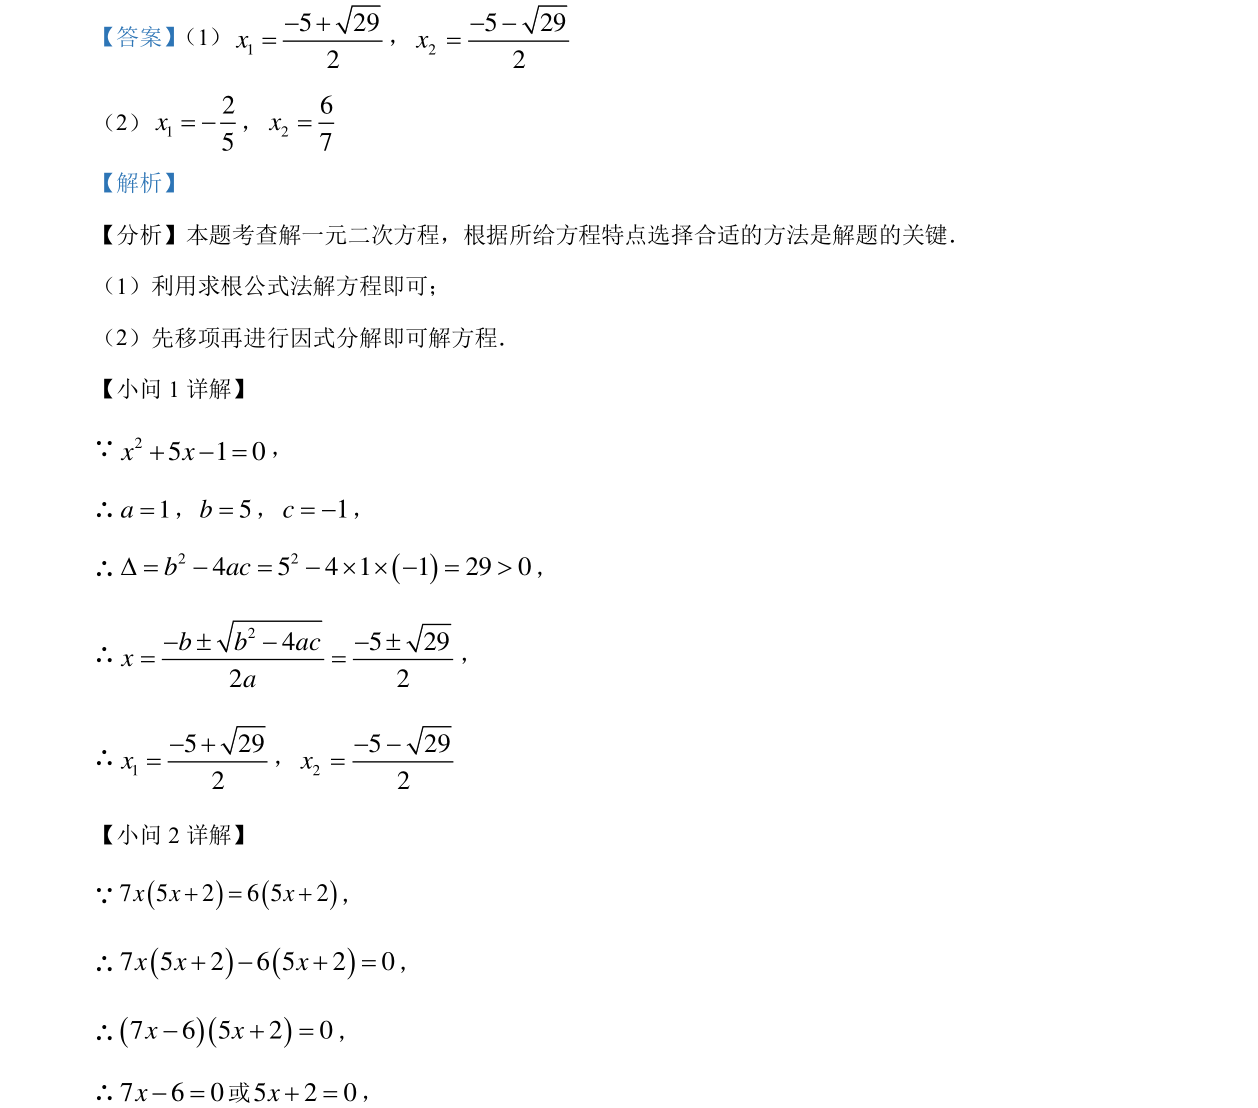 【答案】（1）x₁ = (−5+√29)/2，x₂ = (−5−√29)/2
（2）x₁ = −2/5，x₂ = 6/7
【解析】
【分析】本题考查解一元二次方程，根据所给方程特点选择合适的方法是解题的关键．
（1）利用求根公式法解方程即可；
（2）先移项再进行因式分解即可解方程．
【小问 1 详解】
∵ x² + 5x − 1 = 0，
∴ a = 1，b = 5，c = −1，
∴ Δ = b² − 4ac = 5² − 4×1×(−1) = 29 > 0，
∴ x = (−b±√(b² − 4ac))/(2a) = (−5±√29)/2，
∴ x₁ = (−5+√29)/2，x₂ = (−5−√29)/2
【小问 2 详解】
∵ 7x(5x+2) = 6(5x+2)，
∴ 7x(5x+2) − 6(5x+2) = 0，
∴ (7x−6)(5x+2) = 0，
∴ 7x−6 = 0或5x+2 = 0，